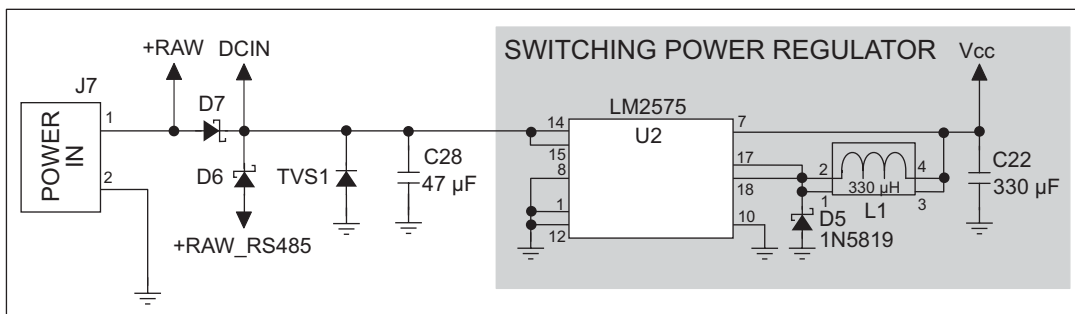 SWITCHING POWER REGULATOR
+RAW
DCIN
Vcc
J7
POWER IN
1
2
D7
D6
+RAW_RS485
TVS1
C28
47 µF
LM2575
U2
14
15
8
1
12
7
17
18
10
2
4
330 µH
1
3
L1
D5
1N5819
C22
330 µF